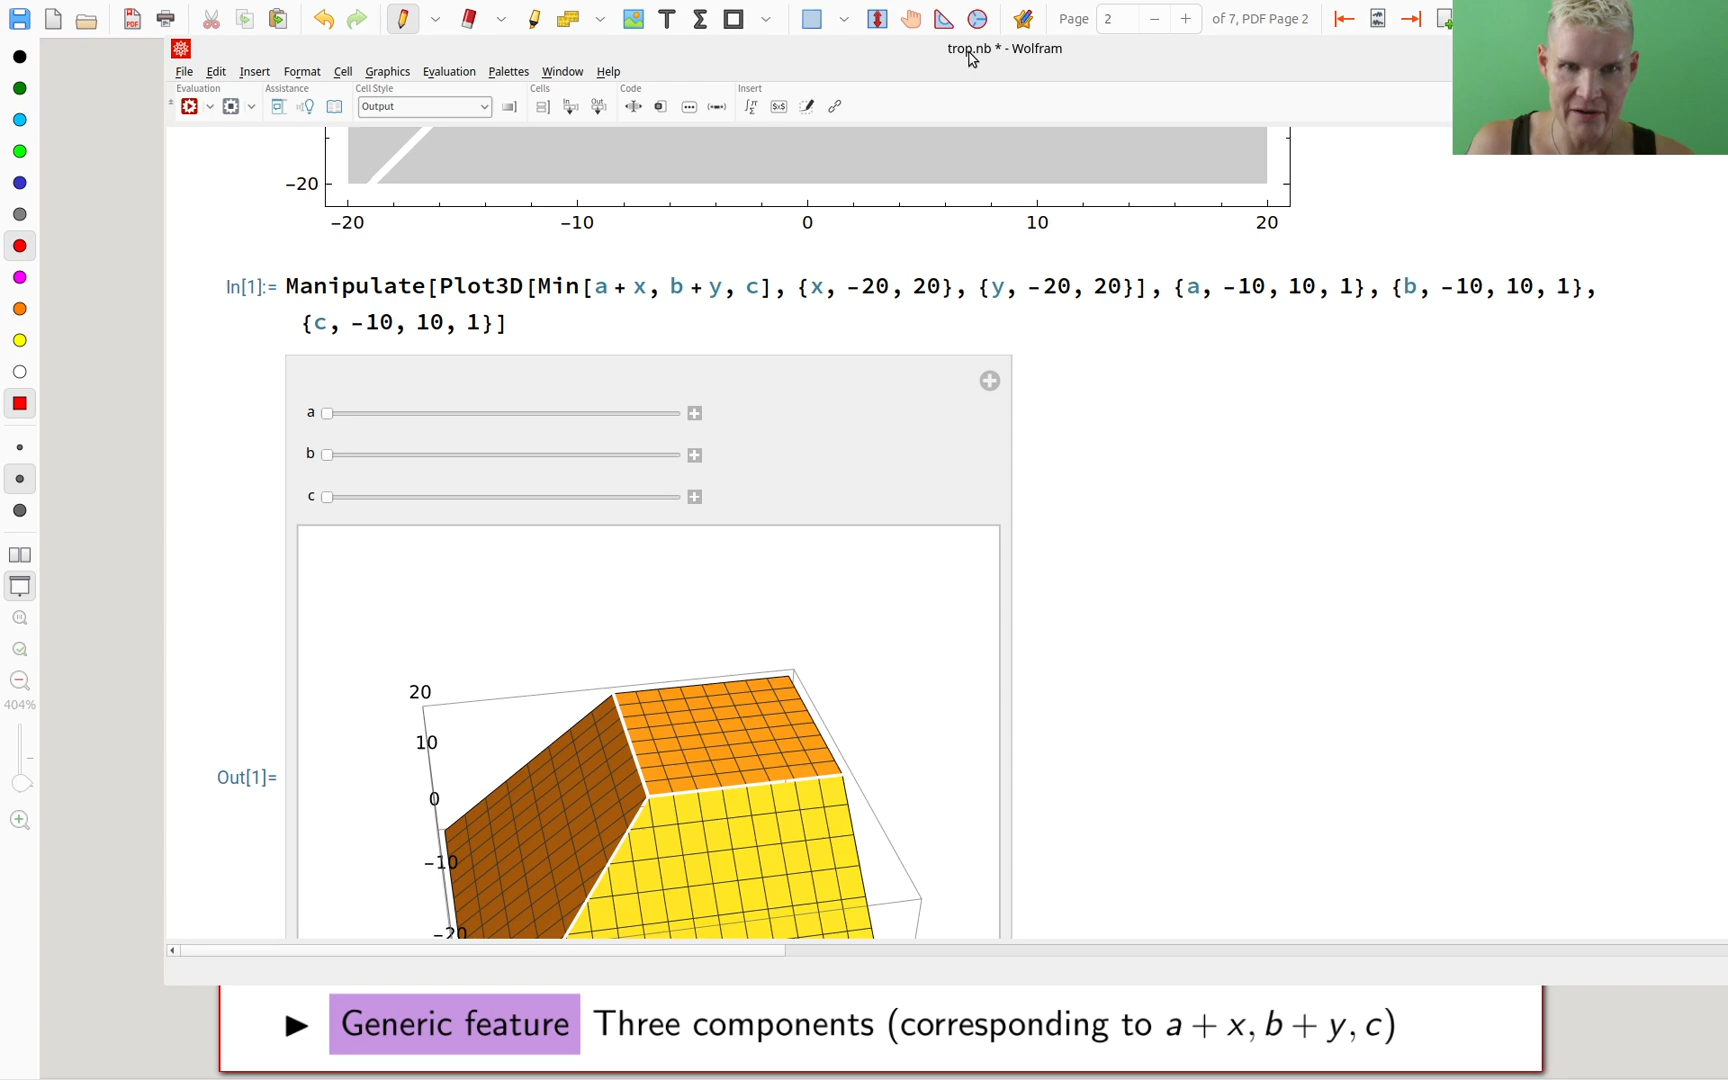 Page 2 of 7, PDF Page 2
trop.nb * - Wolfram
File Edit Insert Format Cell Graphics Evaluation Palettes Window Help
Evaluation Assistance Cell Style Cells Code Insert
Output
-20
-20 -10 0 10 20
In[1]:= Manipulate[Plot3D[Min[a + x, b + y, c], {x, -20, 20}, {y, -20, 20}], {a, -10, 10, 1}, {b, -10, 10, 1},
{c, -10, 10, 1}]
a
b
c
20
10
Out[1]=
0
-10
-20
404%
▶ Generic feature Three components (corresponding to a + x, b + y, c)